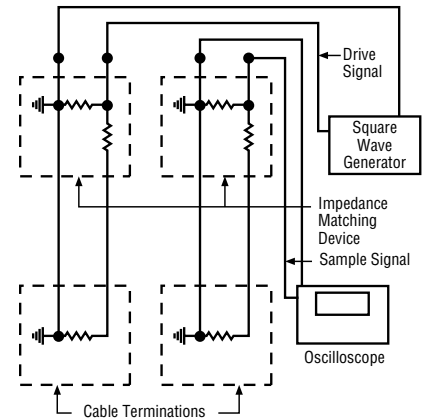 Drive
Signal
Square
Wave
Generator
Impedance
Matching
Device
Sample Signal
Oscilloscope
Cable Terminations